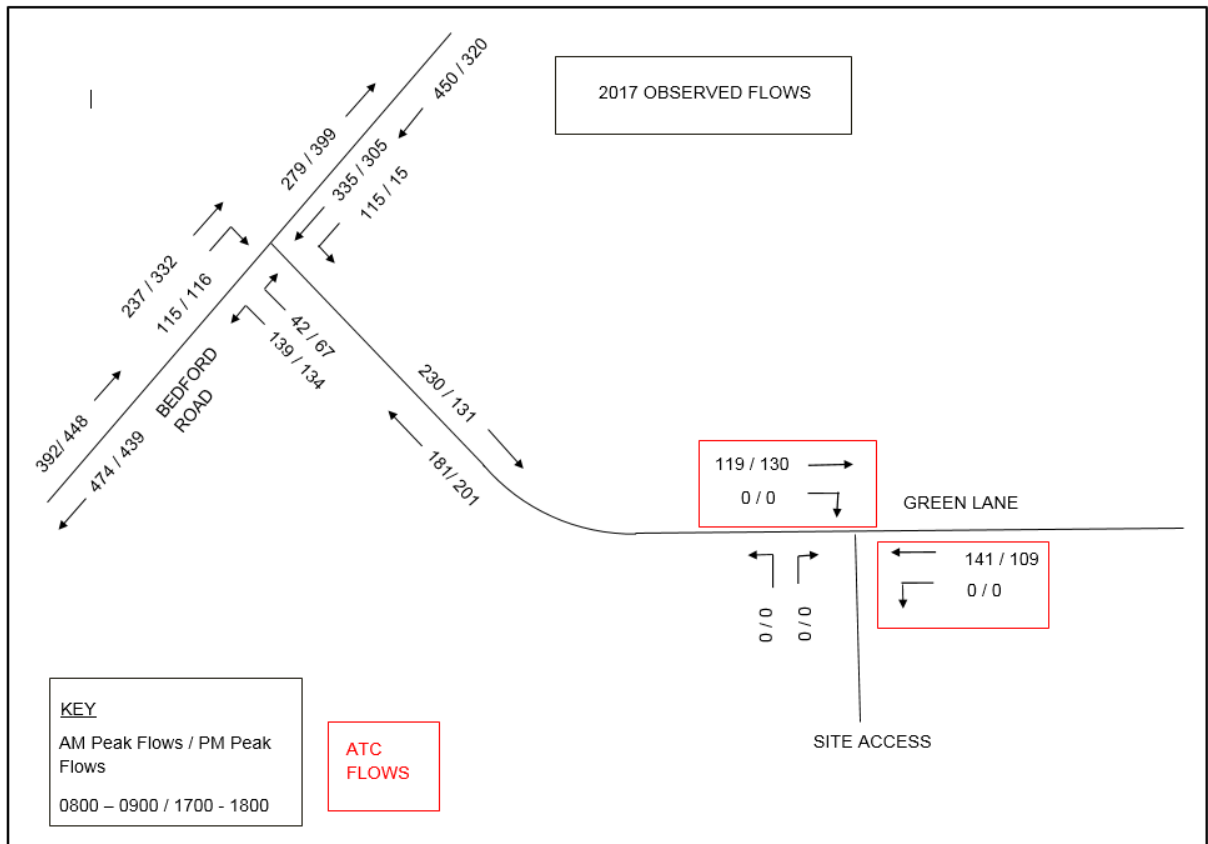 2017 OBSERVED FLOWS
450 / 320
279 / 399
335 / 305
115 / 15
237 / 332
115 / 116
42 / 67
139 / 134
BEDFORD
ROAD
392/ 448
474 / 439
230 / 131
181/ 201
119 / 130
0 / 0
GREEN LANE
141 / 109
0 / 0
0 / 0
0 / 0
SITE ACCESS
KEY
AM Peak Flows / PM Peak
Flows
0800 – 0900 / 1700 - 1800
ATC
FLOWS